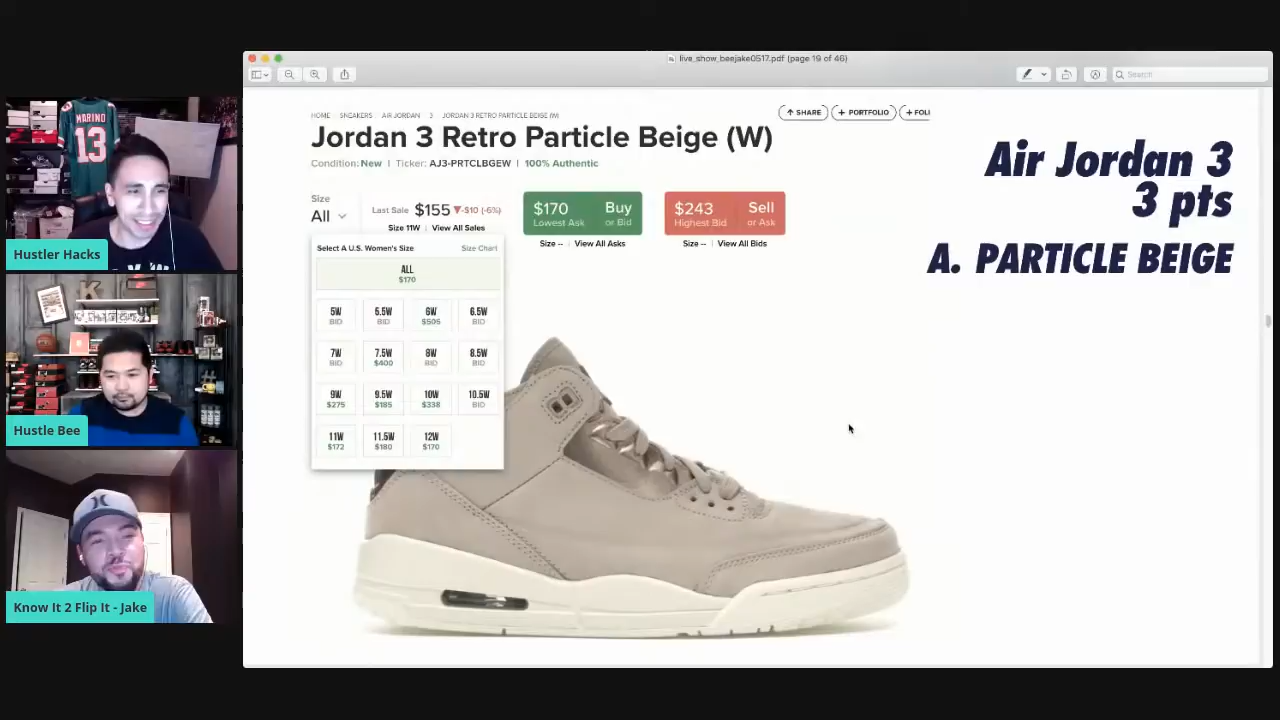 MARINO
13
Hustler Hacks
K
Hustle Bee
Know It 2 Flip It - Jake
live_show_beejake0517.pdf (page 19 of 46)
Search
HOME SNEAKERS AIR JORDAN 3 JORDAN 3 RETRO PARTICLE BEIGE (W)
SHARE
+ PORTFOLIO
+ FOLL
Jordan 3 Retro Particle Beige (W)
Condition: New | Ticker: AJ3-PRTCLBGEW | 100% Authentic
Size
All
Last Sale $155 ▼-$10 (-6%)
Size 11W | View All Sales
$170 Buy
Lowest Ask or Bid
Size -- | View All Asks
$243 Sell
Highest Bid or Ask
Size -- | View All Bids
Select A U.S. Women's Size Size Chart
ALL
$170
5W 5.5W 6W 6.5W
BID BID $505 BID
7W 7.5W 8W 8.5W
BID $400 BID BID
9W 9.5W 10W 10.5W
$275 $185 $338 BID
11W 11.5W 12W
$172 $180 $170
Air Jordan 3
3 pts
A. PARTICLE BEIGE